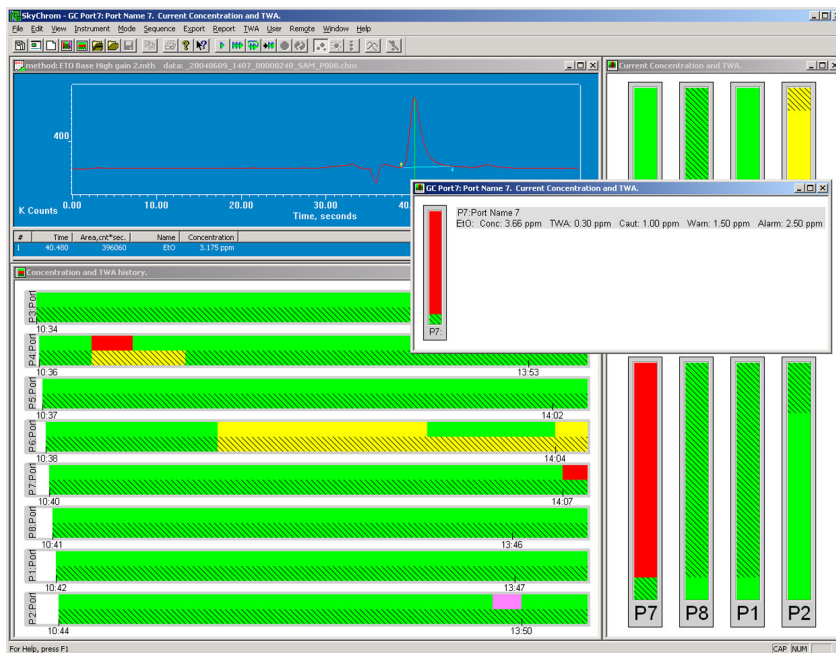 SkyChrom - GC Port7: Port Name 7. Current Concentration and TWA.
File Edit View Instrument Mode Sequence Export Report TWA User Remote Window Help
method: ETO Base High gain 2.mth data: _20040609_1407_00000240_SAM_P008.chm
400
K Counts
0.00 10.00 20.00 30.00
Time, seconds
# Time Area,cnt*sec. Name Concentration
1 40.480 396060 EtO 3.175 ppm
Current Concentration and TWA.
GC Port7: Port Name 7. Current Concentration and TWA.
P7:Port Name 7
EtO: Conc: 3.66 ppm TWA: 0.30 ppm Caut: 1.00 ppm Warn: 1.50 ppm Alarm: 2.50 ppm
P7:
Concentration and TWA history.
P3:Port
10:34
P4:Port
10:36 13:53
P5:Port
10:37 14:02
P6:Port
10:38 14:04
P7:Port
10:40 14:07
P8:Port
10:41 13:46
P1:Port
10:42 13:47
P2:Port
10:44 13:50
P7 P8 P1 P2
For Help, press F1
CAP NUM